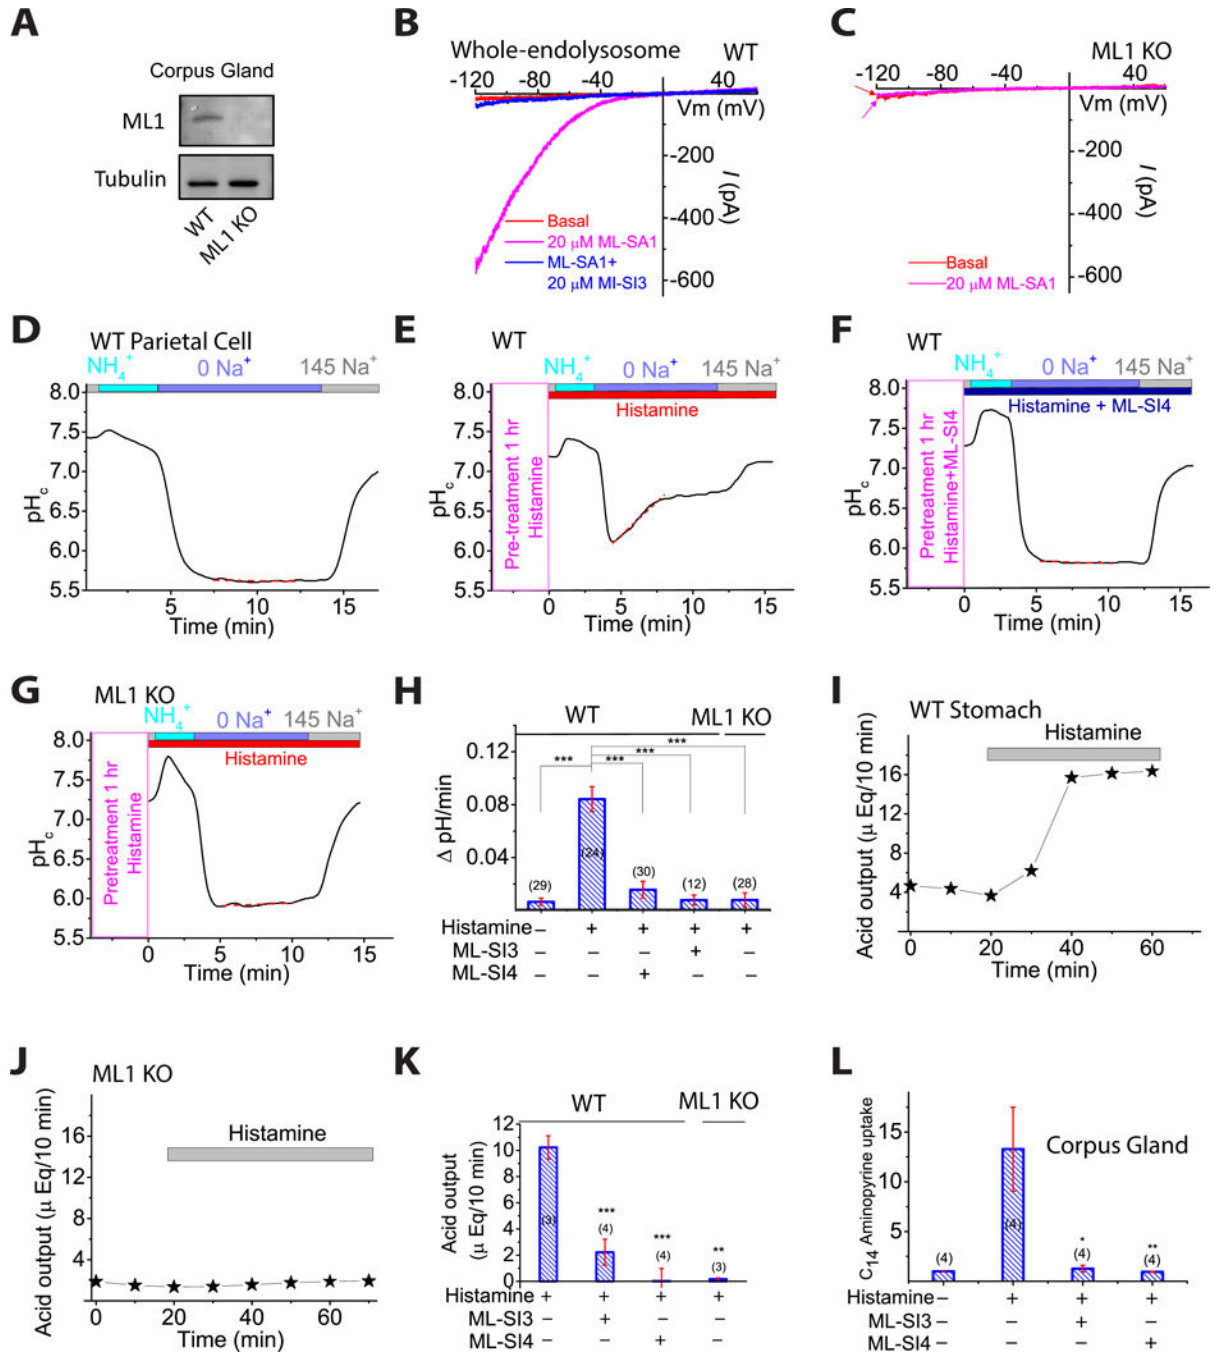 A
Corpus Gland
ML1
Tubulin
WT
ML1 KO
B
Whole-endolysosome WT
-120 -80 -40 0 40
Vm (mV)
-200
-400
-600
I (pA)
Basal
20 μM ML-SA1
ML-SA1+
20 μM MI-SI3
C
ML1 KO
-120 -80 -40 0 40
Vm (mV)
-200
-400
-600
I (pA)
Basal
20 μM ML-SA1
D
WT Parietal Cell
NH4+ 0 Na+ 145 Na+
8.0
7.5
7.0
6.5
6.0
5.5
pHc
5 10 15
Time (min)
E
WT
NH4+ 0 Na+ 145 Na+
Histamine
Pre-treatment 1 hr
Histamine
8.0
7.5
7.0
6.5
6.0
5.5
pHc
0 5 10 15
Time (min)
F
WT
NH4+ 0 Na+ 145 Na+
Histamine + ML-SI4
Pretreatment 1 hr
Histamine+ML-SI4
8.0
7.5
7.0
6.5
6.0
5.5
pHc
0 5 10 15
Time (min)
G
ML1 KO
NH4+ 0 Na+ 145 Na+
Histamine
Pretreatment 1 hr
Histamine
8.0
7.5
7.0
6.5
6.0
5.5
pHc
0 5 10 15
Time (min)
H
WT ML1 KO
*** *** *** ***
0.12
0.08
0.04
Δ pH/min
(29) (24) (30) (12) (28)
Histamine – + + + +
ML-SI3 – – – + –
ML-SI4 – – + – –
I
WT Stomach
Histamine
16
12
8
4
0
Acid output (μ Eq/10 min)
0 20 40 60
Time (min)
J
ML1 KO
Histamine
16
12
8
4
Acid output (μ Eq/10 min)
0 20 40 60
Time (min)
K
WT ML1 KO
12
10
8
6
4
2
0
Acid output
(μ Eq/10 min)
*** *** **
(3) (4) (4) (3)
Histamine + + + +
ML-SI3 – + – –
ML-SI4 – – + –
L
Corpus Gland
15
10
5
0
C14 Aminopyrine uptake
* **
(4) (4) (4) (4)
Histamine – + + +
ML-SI3 – – + –
ML-SI4 – – – +